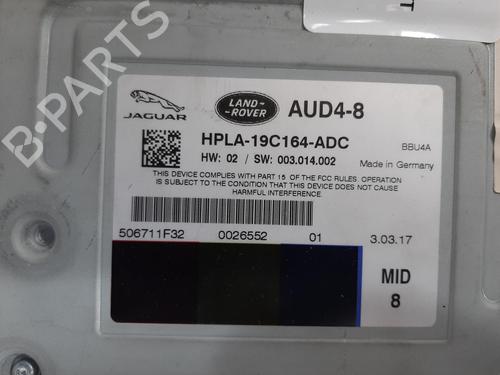 T
B-PARTS
JAGUAR
LAND-
ROVER
AUD4-8
HPLA-19C164-ADC
BBU4A
HW: 02 / SW: 003.014.002
Made in Germany
THIS DEVICE COMPLIES WITH PART 15 OF THE FCC RULES. OPERATION
IS SUBJECT TO THE CONDITION THAT THIS DEVICE DOES NOT CAUSE
HARMFUL INTERFERENCE
506711F32 0026552 01 3.03.17
MID
8